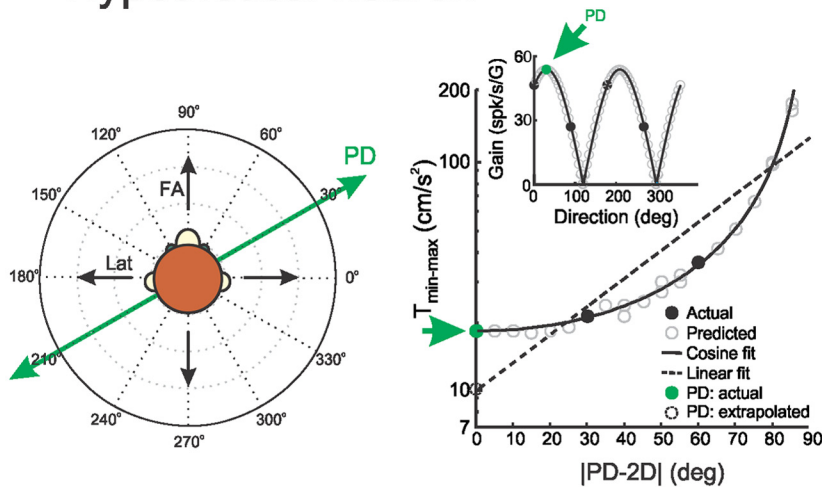 PD
60
30
0
Gain (spk/s/G)
0 100 200 300
Direction (deg)
90°
120° 60°
150° 30°
PD
FA
180° Lat 0°
210° 330°
240° 300°
270°
200
100
10
7
Tmin-max (cm/s²)
Actual
Predicted
Cosine fit
Linear fit
PD: actual
PD: extrapolated
0 10 20 30 40 50 60 70 80 90
|PD-2D| (deg)